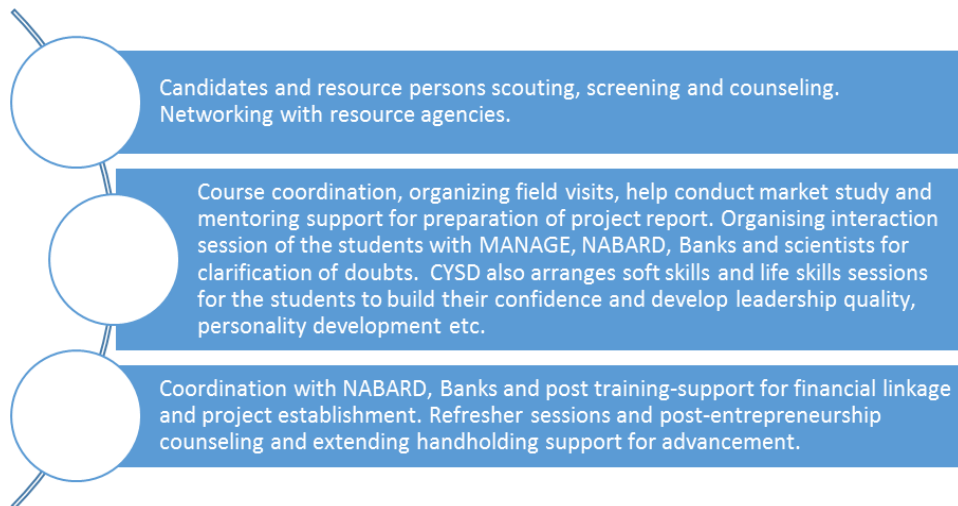 Candidates and resource persons scouting, screening and counseling.
Networking with resource agencies.
Course coordination, organizing field visits, help conduct market study and
mentoring support for preparation of project report. Organising interaction
session of the students with MANAGE, NABARD, Banks and scientists for
clarification of doubts.  CYSD also arranges soft skills and life skills sessions
for the students to build their confidence and develop leadership quality,
personality development etc.
Coordination with NABARD, Banks and post training-support for financial linkage
and project establishment. Refresher sessions and post-entrepreneurship
counseling and extending handholding support for advancement.